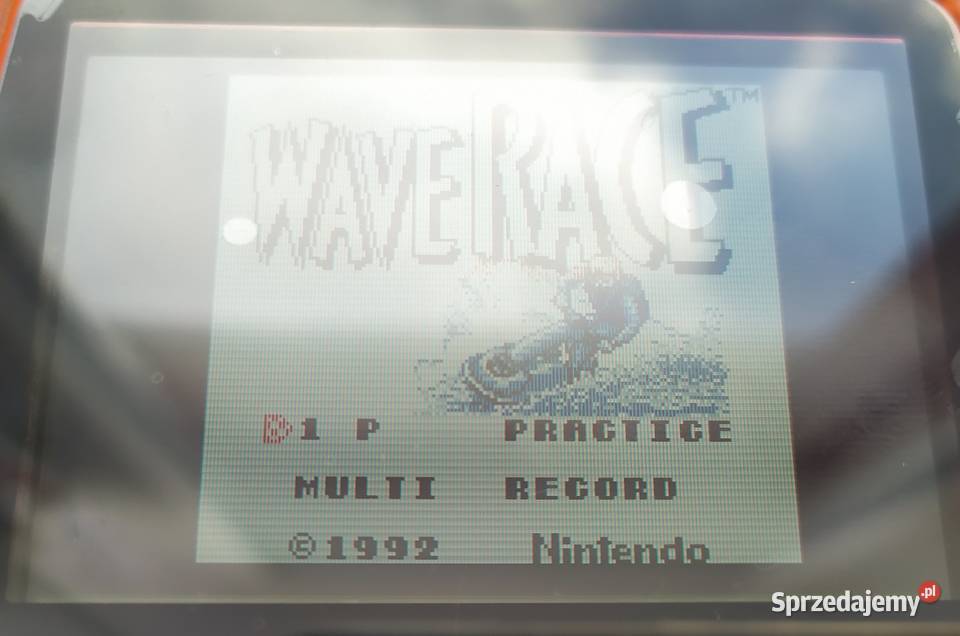 WAVE RACE™
1 P PRACTICE
MULTI RECORD
©1992 Nintendo
Sprzedajemy.pl